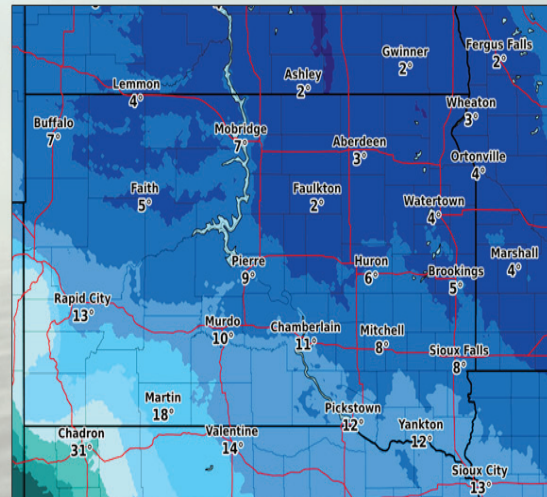 Gwinner
2°
Fergus Falls
2°
Ashley
2°
Lemmon
4°
Wheaton
3°
Buffalo
7°
Mobridge
7°
Aberdeen
3°
Ortonville
4°
Faith
5°
Faulkton
2°
Watertown
4°
Marshall
4°
Pierre
9°
Huron
6°
Brookings
5°
Rapid City
13°
Murdo
10°
Chamberlain
11°
Mitchell
8°
Sioux Falls
8°
Martin
18°
Pickstown
12°
Yankton
12°
Chadron
31°
Valentine
14°
Sioux City
13°